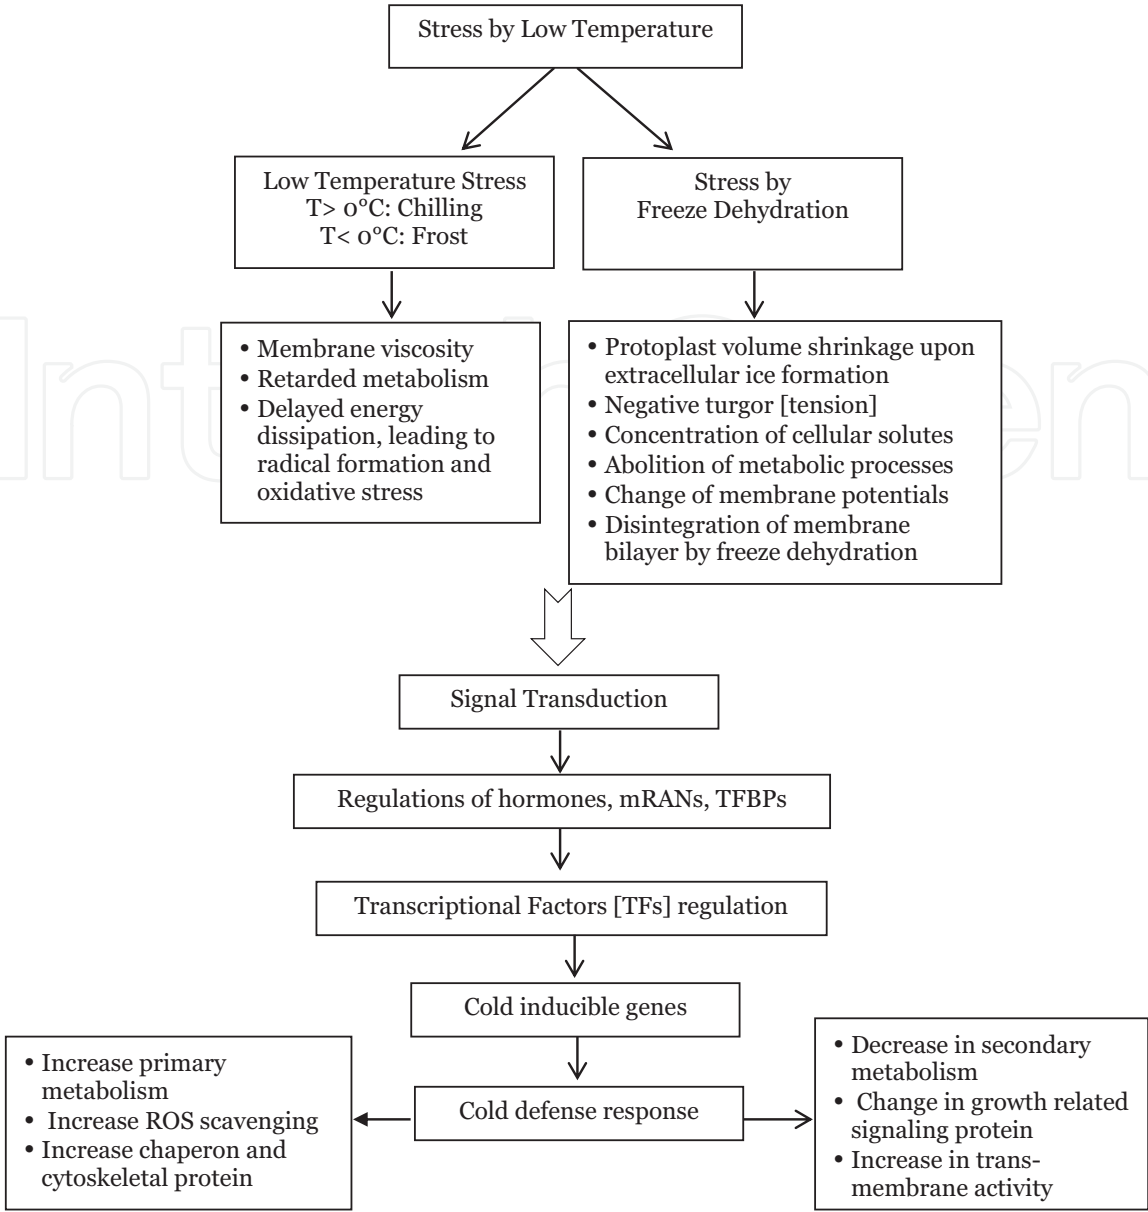 Stress by Low Temperature
Low Temperature Stress
T> 0°C: Chilling
T< 0°C: Frost
Stress by
Freeze Dehydration
• Membrane viscosity
• Retarded metabolism
• Delayed energy
dissipation, leading to
radical formation and
oxidative stress
• Protoplast volume shrinkage upon
extracellular ice formation
• Negative turgor [tension]
• Concentration of cellular solutes
• Abolition of metabolic processes
• Change of membrane potentials
• Disintegration of membrane
bilayer by freeze dehydration
Signal Transduction
Regulations of hormones, mRANs, TFBPs
Transcriptional Factors [TFs] regulation
Cold inducible genes
Cold defense response
• Increase primary
metabolism
• Increase ROS scavenging
• Increase chaperon and
cytoskeletal protein
• Decrease in secondary
metabolism
• Change in growth related
signaling protein
• Increase in trans-
membrane activity